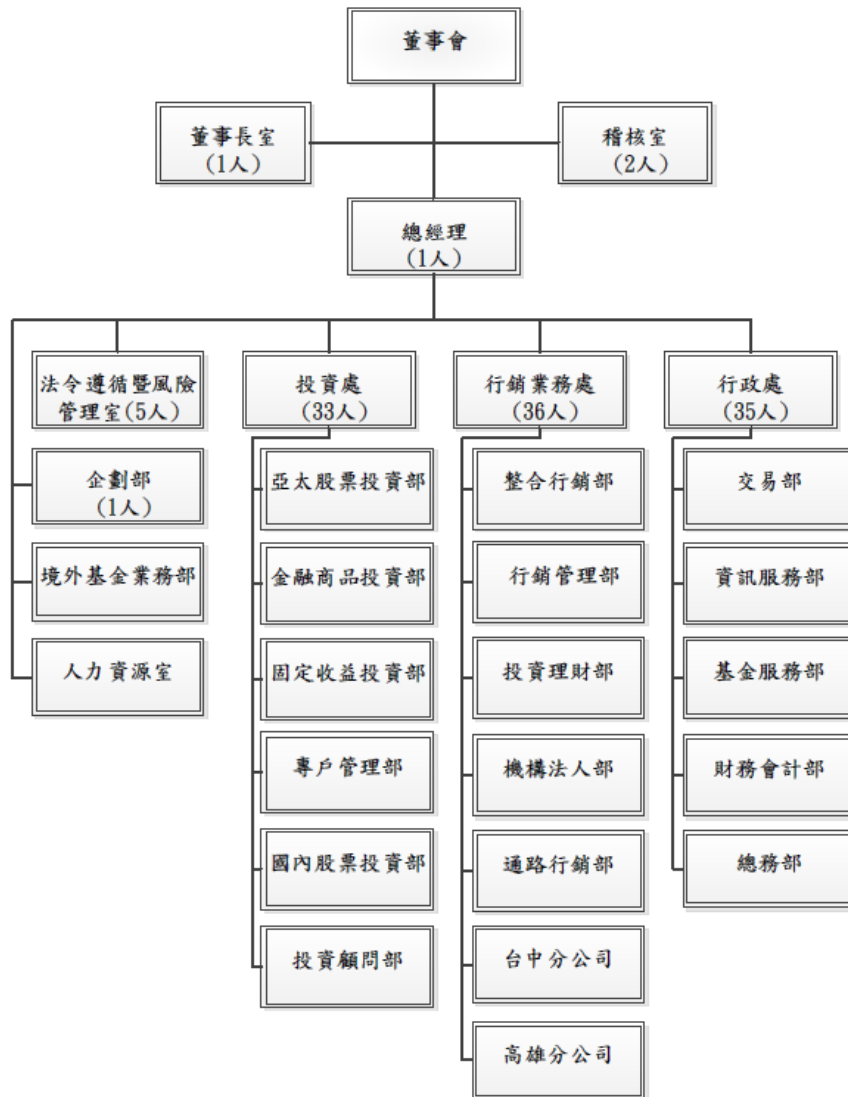 董事會
董事長室
(1人)
稽核室
(2人)
總經理
(1人)
法令遵循暨風險
管理室(5人)
企劃部
(1人)
境外基金業務部
人力資源室
投資處
(33人)
亞太股票投資部
金融商品投資部
固定收益投資部
專戶管理部
國內股票投資部
投資顧問部
行銷業務處
(36人)
整合行銷部
行銷管理部
投資理財部
機構法人部
通路行銷部
台中分公司
高雄分公司
行政處
(35人)
交易部
資訊服務部
基金服務部
財務會計部
總務部